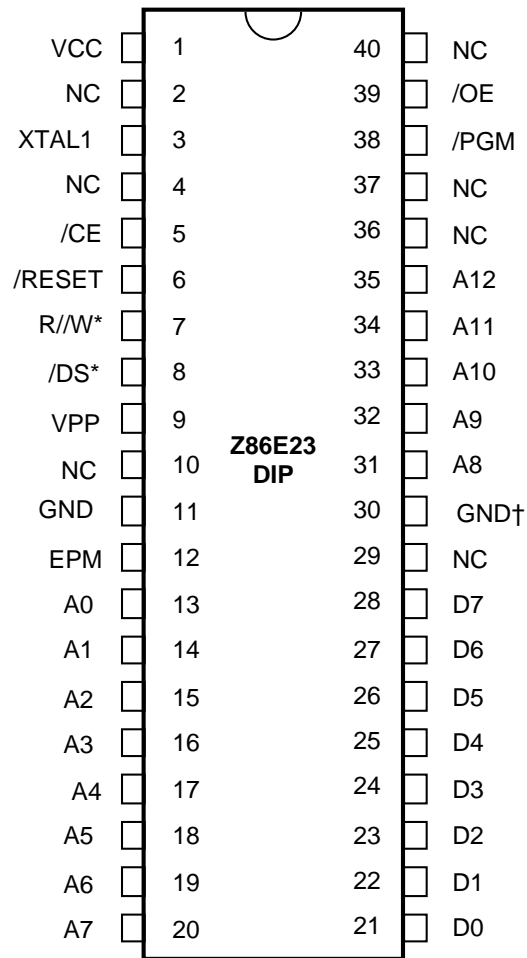 VCC 1 40 NC
NC 2 39 /OE
XTAL1 3 38 /PGM
NC 4 37 NC
/CE 5 36 NC
/RESET 6 35 A12
R//W* 7 34 A11
/DS* 8 33 A10
VPP 9 32 A9
Z86E23
NC 10 31 A8
DIP
GND 11 30 GND†
EPM 12 29 NC
A0 13 28 D7
A1 14 27 D6
A2 15 26 D5
A3 16 25 D4
A4 17 24 D3
A5 18 23 D2
A6 19 22 D1
A7 20 21 D0